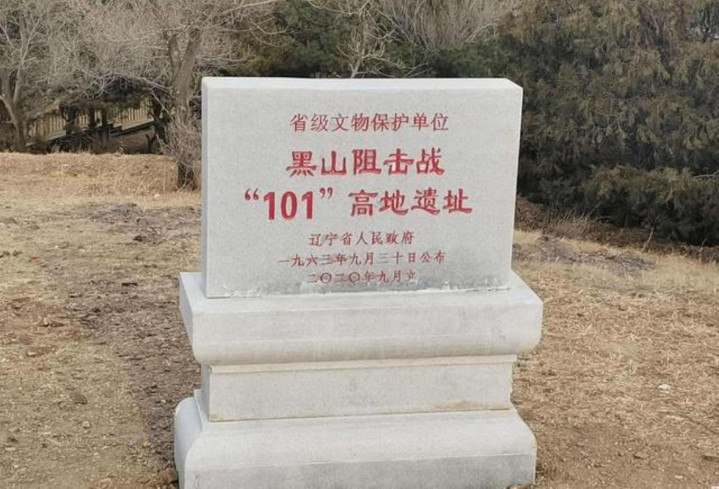 省级文物保护单位
黑山阻击战
“101”高地遗址
辽宁省人民政府
一九六三年九月三十日公布
二〇二〇年九月立